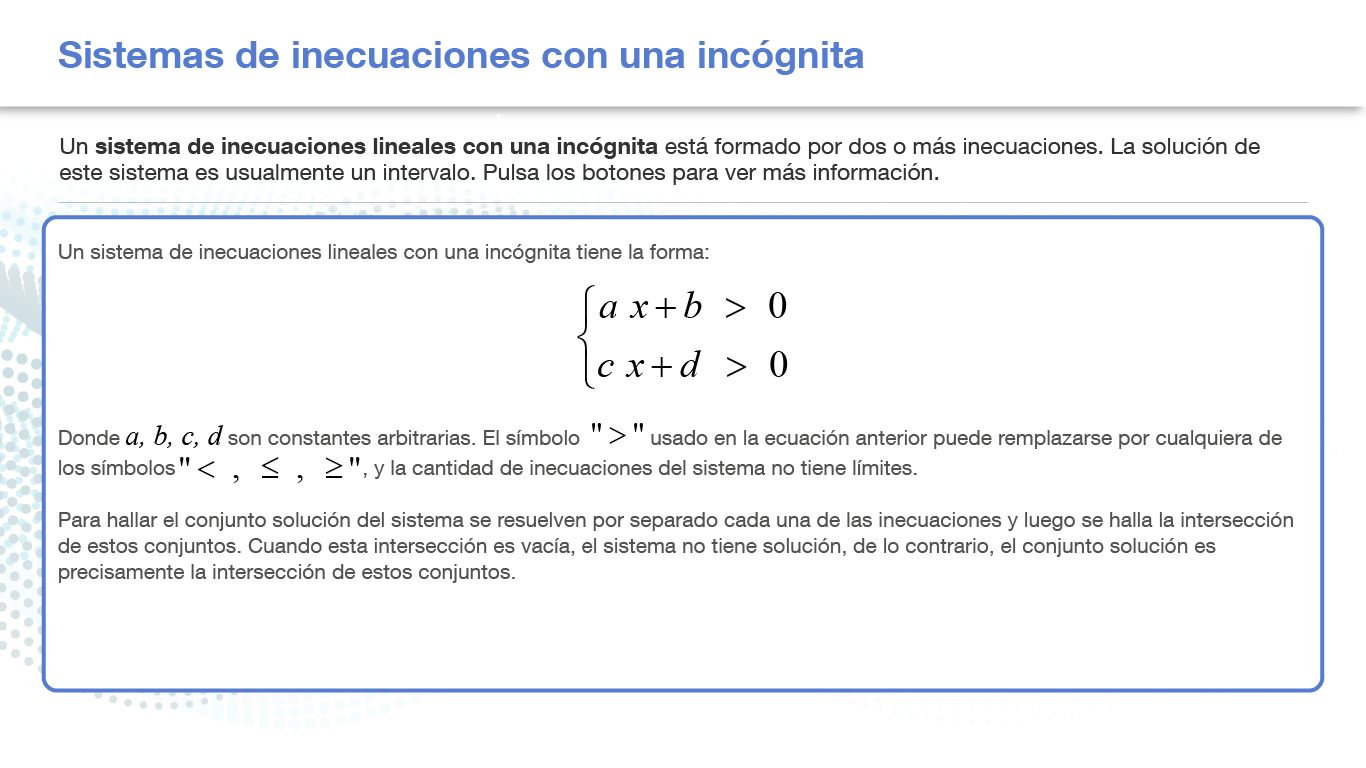 Sistemas de inecuaciones con una incógnita
Un sistema de inecuaciones lineales con una incógnita está formado por dos o más inecuaciones. La solución de
este sistema es usualmente un intervalo. Pulsa los botones para ver más información.
Un sistema de inecuaciones lineales con una incógnita tiene la forma:
a x+b > 0
c x+d > 0
Donde a, b, c, d son constantes arbitrarias. El símbolo ">" usado en la ecuación anterior puede remplazarse por cualquiera de
los símbolos "< , ≤ , ≥", y la cantidad de inecuaciones del sistema no tiene límites.
Para hallar el conjunto solución del sistema se resuelven por separado cada una de las inecuaciones y luego se halla la intersección
de estos conjuntos. Cuando esta intersección es vacía, el sistema no tiene solución, de lo contrario, el conjunto solución es
precisamente la intersección de estos conjuntos.